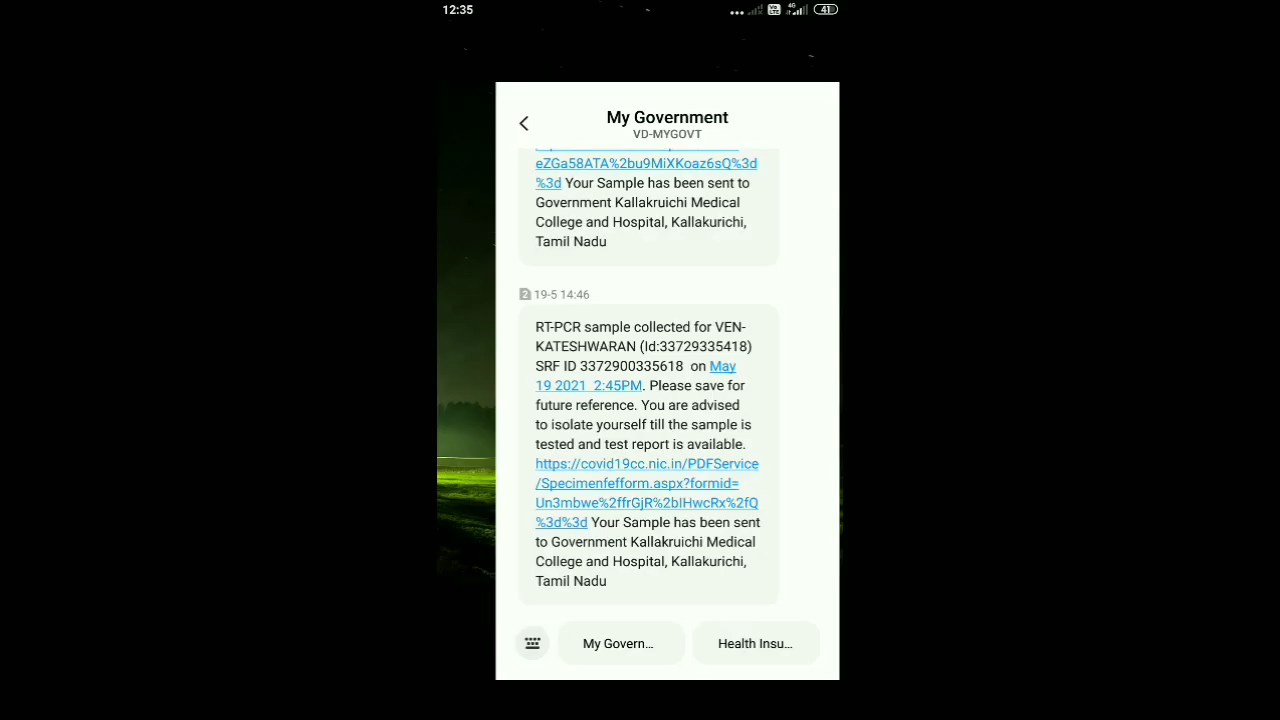 12:35
Vo LTE
4G
41
My Government
VD-MYGOVT
eZGa58ATA%2bu9MiXKoaz6sQ%3d
%3d Your Sample has been sent to
Government Kallakruichi Medical
College and Hospital, Kallakurichi,
Tamil Nadu
2 19-5 14:46
RT-PCR sample collected for VEN-
KATESHWARAN (Id:33729335418)
SRF ID 3372900335618 on May
19 2021 2:45PM. Please save for
future reference. You are advised
to isolate yourself till the sample is
tested and test report is available.
https://covid19cc.nic.in/PDFService
/Specimenfefform.aspx?formid=
Un3mbwe%2ffrGjR%2bIHwcRx%2fQ
%3d%3d Your Sample has been sent
to Government Kallakruichi Medical
College and Hospital, Kallakurichi,
Tamil Nadu
My Govern...
Health Insu...